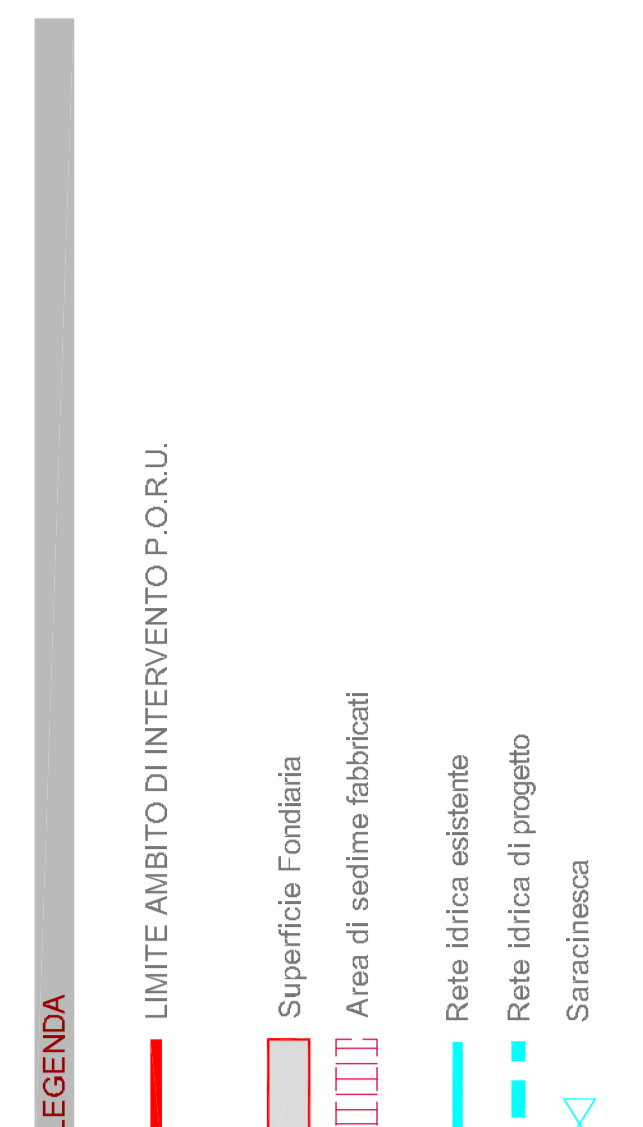 LEGENDA
LIMITE AMBITO DI INTERVENTO P.O.R.U.
Superficie Fondiaria
Area di sedime fabbricati
Rete idrica esistente
Rete idrica di progetto
Saracinesca